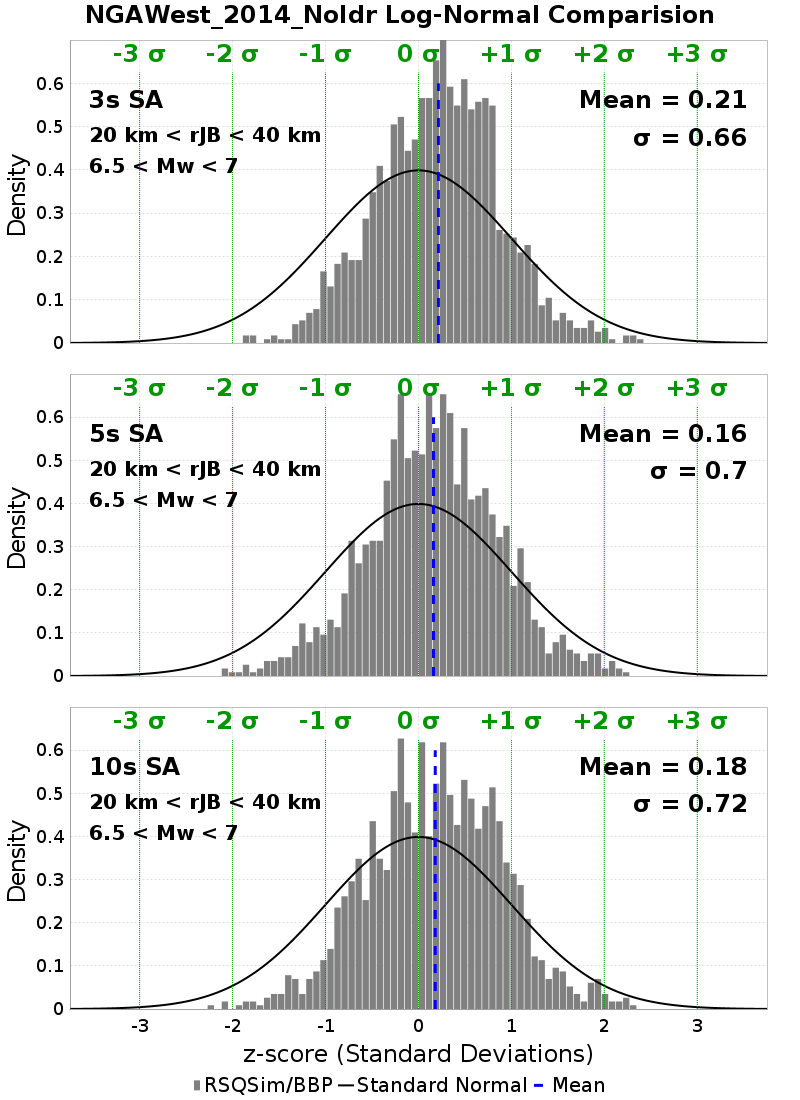 NGAWest_2014_NoIdr Log-Normal Comparision
-3 σ -2 σ -1 σ 0 σ +1 σ +2 σ +3 σ
0.6
3s SA Mean = 0.21
0.5
20 km < rJB < 40 km σ = 0.66
6.5 < Mw < 7
0.4
Density
0.3
0.2
0.1
0
-3 σ -2 σ -1 σ 0 σ +1 σ +2 σ +3 σ
0.6
5s SA Mean = 0.16
0.5
20 km < rJB < 40 km σ = 0.7
6.5 < Mw < 7
0.4
Density
0.3
0.2
0.1
0
-3 σ -2 σ -1 σ 0 σ +1 σ +2 σ +3 σ
0.6
10s SA Mean = 0.18
0.5
20 km < rJB < 40 km σ = 0.72
6.5 < Mw < 7
0.4
Density
0.3
0.2
0.1
0
-3 -2 -1 0 1 2 3
z-score (Standard Deviations)
RSQSim/BBP Standard Normal Mean